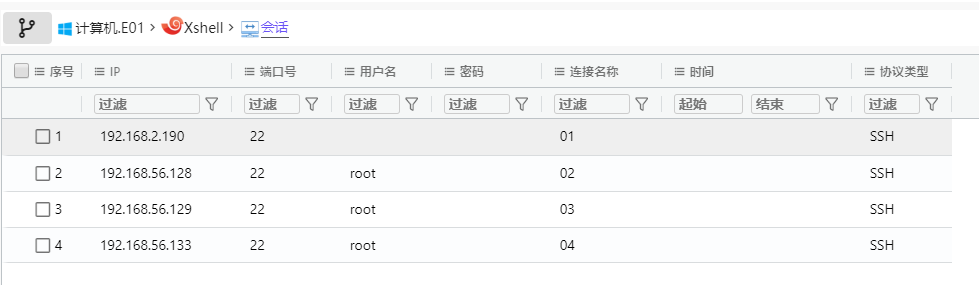 计算机.E01 > Xshell > 会话
序号 IP 端口号 用户名 密码 连接名称 时间 协议类型
过滤 过滤 过滤 过滤 过滤 起始 结束 过滤
1 192.168.2.190 22 01 SSH
2 192.168.56.128 22 root 02 SSH
3 192.168.56.129 22 root 03 SSH
4 192.168.56.133 22 root 04 SSH